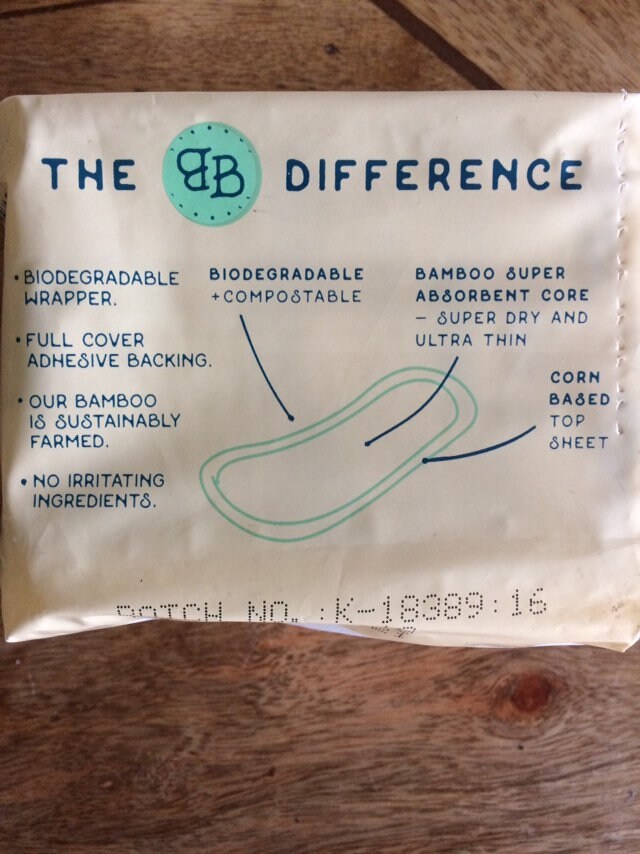 THE BB DIFFERENCE
• BIODEGRADABLE
WRAPPER.
• FULL COVER
ADHESIVE BACKING.
• OUR BAMBOO
IS SUSTAINABLY
FARMED.
• NO IRRITATING
INGREDIENTS.
BIODEGRADABLE
+COMPOSTABLE
BAMBOO SUPER
ABSORBENT CORE
– SUPER DRY AND
ULTRA THIN
CORN
BASED
TOP
SHEET
BATCH NO. :K-18389:16